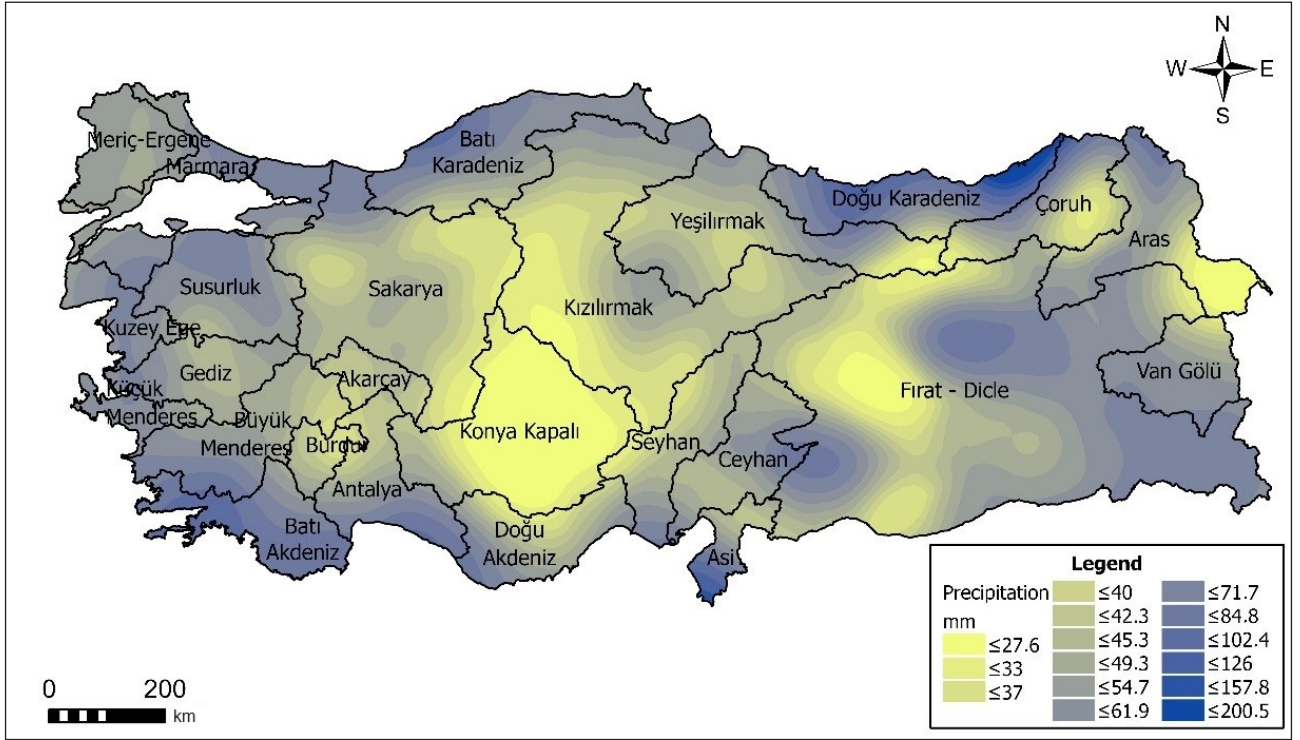 N
W E
S
Meriç-Ergene
Marmara
Batı
Karadeniz
Doğu Karadeniz
Çoruh
Yeşilırmak
Aras
Susurluk
Sakarya
Kızılırmak
Kuzey Ege
Gediz
Akarçay
Van Gölü
Küçük
Menderes
Büyük
Menderes
Burdur
Konya Kapalı
Seyhan
Fırat - Dicle
Ceyhan
Antalya
Batı
Akdeniz
Doğu
Akdeniz
Asi
Legend
Precipitation
mm
≤27.6
≤33
≤37
≤40
≤42.3
≤45.3
≤49.3
≤54.7
≤61.9
≤71.7
≤84.8
≤102.4
≤126
≤157.8
≤200.5
0 200
km